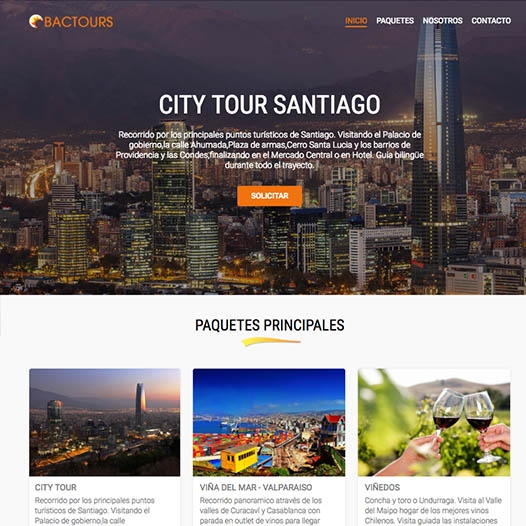 BACTOURS
INICIO PAQUETES NOSOTROS CONTACTO
CITY TOUR SANTIAGO
Recorrido por los principales puntos turísticos de Santiago. Visitando el Palacio de
gobierno,la calle Ahumada,Plaza de armas,Cerro Santa Lucia y los barrios de
Providencia y las Condes,finalizando en el Mercado Central o en Hotel. Guía bilingüe
durante todo el trayecto.
SOLICITAR
PAQUETES PRINCIPALES
CITY TOUR
Recorrido por los principales puntos
turísticos de Santiago. Visitando el
Palacio de gobierno,la calle
VIÑA DEL MAR - VALPARAISO
Recorrido panoramico através de los
valles de Curacaví y Casablanca con
parada en outlet de vinos para llegar
VIÑEDOS
Concha y toro o Undurraga. Visita al Valle
del Maipo hogar de los mejores vinos
Chilenos. Visita guiada las instalaciones